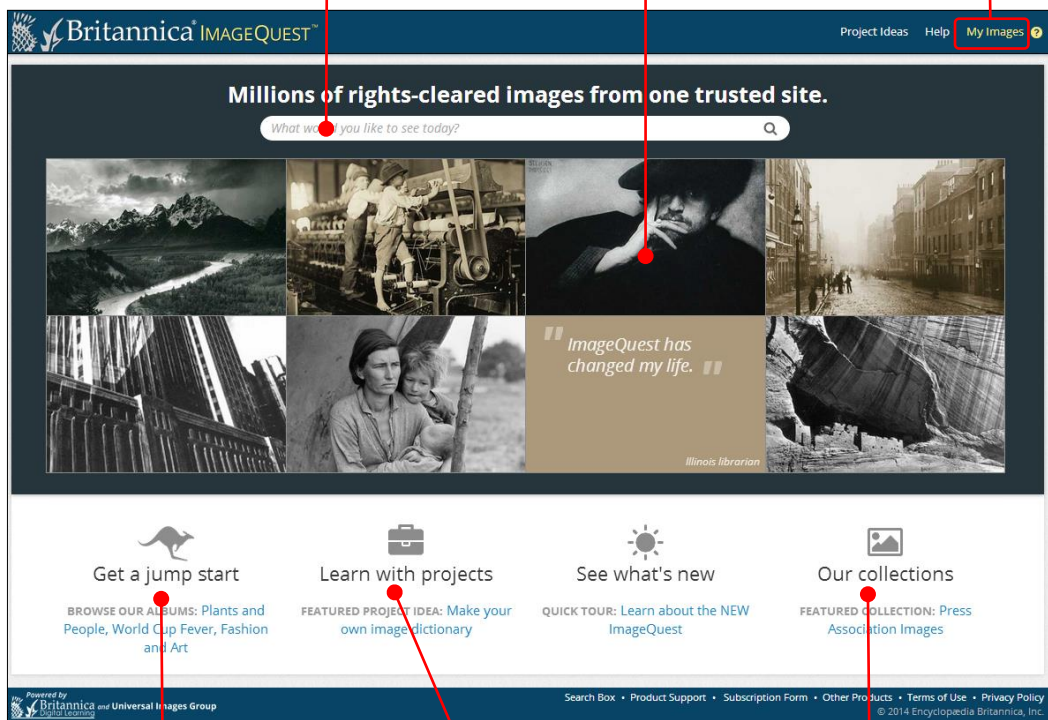 Britannica® IMAGEQUEST™
Project Ideas Help My Images ?
Millions of rights-cleared images from one trusted site.
What would you like to see today?
" ImageQuest has
changed my life. "
Illinois librarian
Get a jump start
BROWSE OUR ALBUMS: Plants and
People, World Cup Fever, Fashion
and Art
Learn with projects
FEATURED PROJECT IDEA: Make your
own image dictionary
See what's new
QUICK TOUR: Learn about the NEW
ImageQuest
Our collections
FEATURED COLLECTION: Press
Association Images
Powered by
Britannica and Universal Images Group
Digital Learning
Search Box • Product Support • Subscription Form • Other Products • Terms of Use • Privacy Policy
© 2014 Encyclopædia Britannica, Inc.